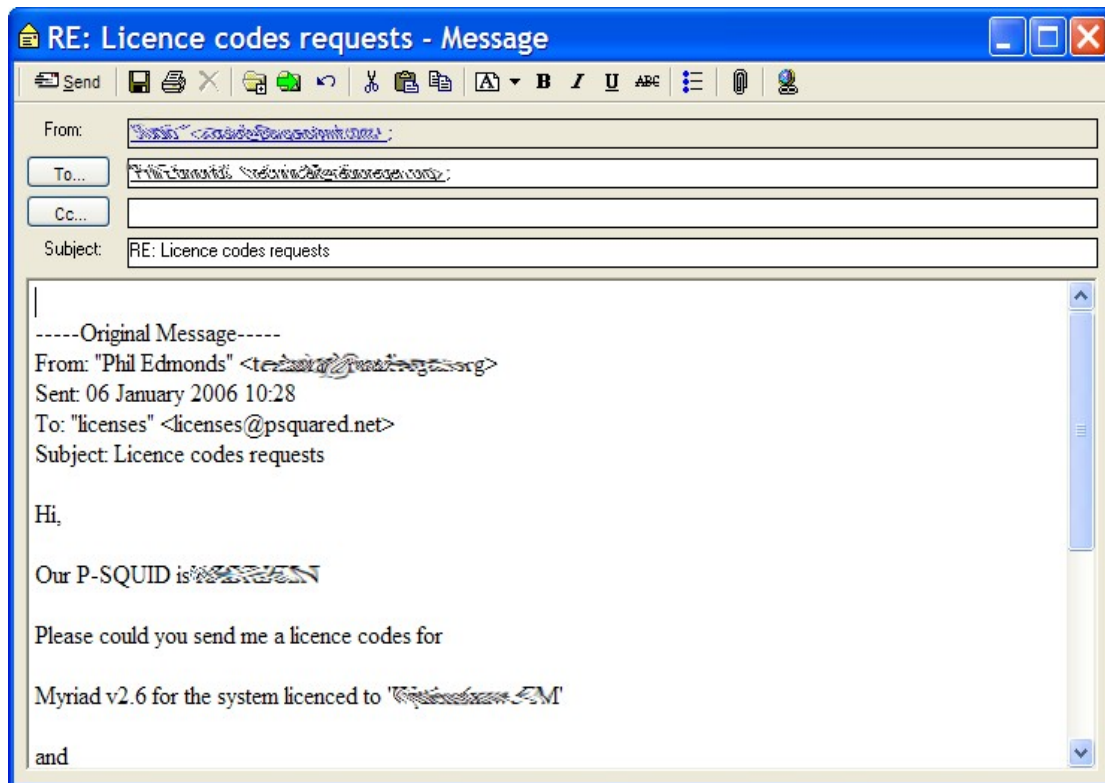 RE: Licence codes requests - Message
Send A B I U ABC
From:
To...
Cc...
Subject: RE: Licence codes requests
-----Original Message-----
From: "Phil Edmonds" <
Sent: 06 January 2006 10:28
To: "licenses" <licenses@psquared.net>
Subject: Licence codes requests
Hi,
Our P-SQUID is
Please could you send me a licence codes for
Myriad v2.6 for the system licenced to '
and